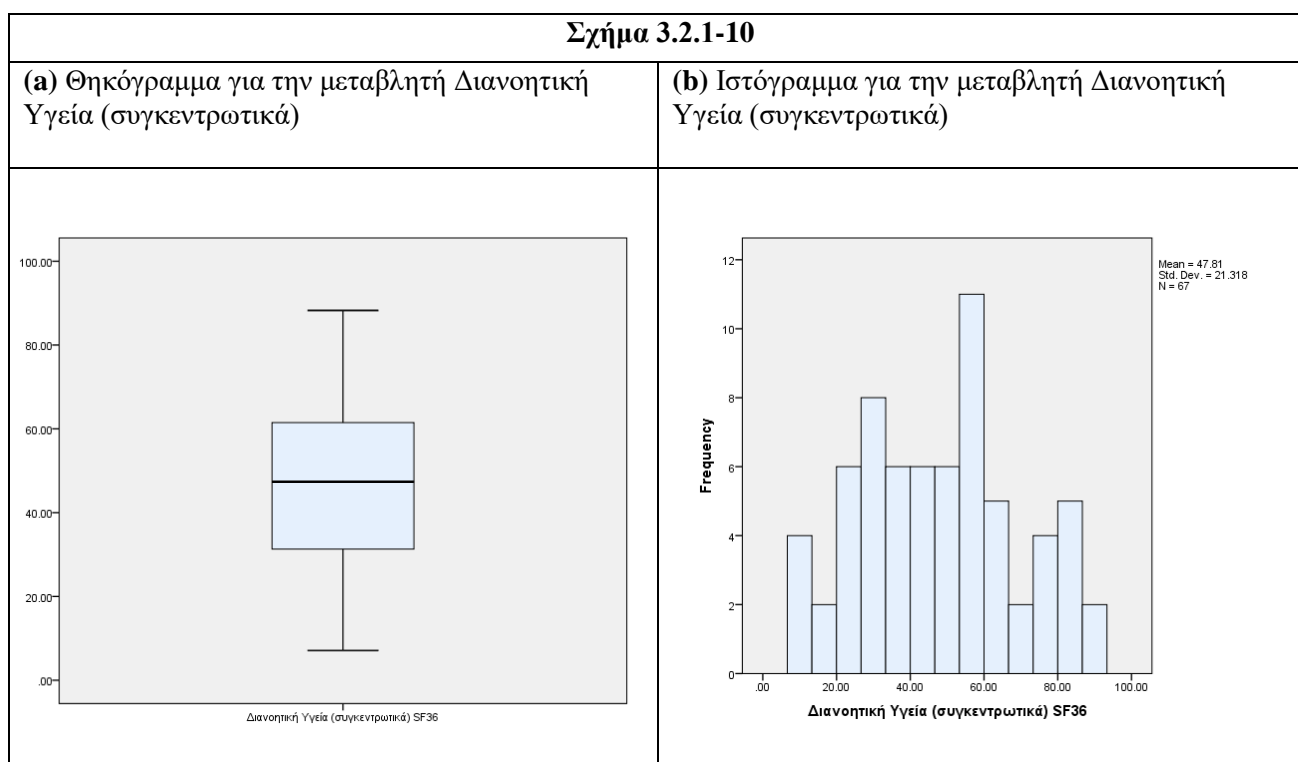 Σχήμα 3.2.1-10
(a) Θηκόγραμμα για την μεταβλητή Διανοητική
Υγεία (συγκεντρωτικά)
(b) Ιστόγραμμα για την μεταβλητή Διανοητική
Υγεία (συγκεντρωτικά)
100.00
80.00
60.00
40.00
20.00
.00
Διανοητική Υγεία (συγκεντρωτικά) SF36
Frequency
12
10
8
6
4
2
0
.00 20.00 40.00 60.00 80.00 100.00
Διανοητική Υγεία (συγκεντρωτικά) SF36
Mean = 47.81
Std. Dev. = 21.318
N = 67